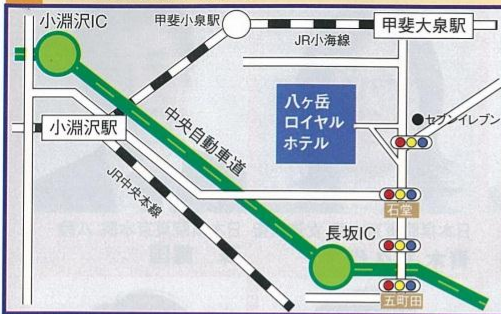 小淵沢IC
甲斐小泉駅
甲斐大泉駅
JR小海線
八ヶ岳
ロイヤル
ホテル
セブンイレブン
小淵沢駅
中央自動車道
JR中央本線
石堂
長坂IC
五町田